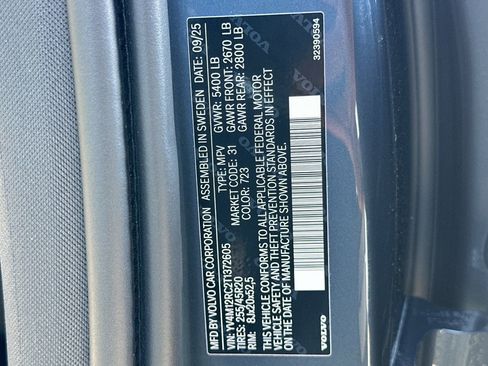 MFD BY VOLVO CAR CORPORATION ASSEMBLED IN SWEDEN DATE: 09/25
GVWR: 5400 LB
GAWR FRONT: 2670 LB
GAWR REAR: 2800 LB
VIN: YV4M12RC2T1372605 TYPE: MPV
TIRES: 255/45R20 MARKET CODE: 31
RIM: 8Jx20x52,5 COLOR: 723
THIS VEHICLE CONFORMS TO ALL APPLICABLE FEDERAL MOTOR
VEHICLE SAFETY AND THEFT PREVENTION STANDARDS IN EFFECT
ON THE DATE OF MANUFACTURE SHOWN ABOVE.
32390594
VOLVO